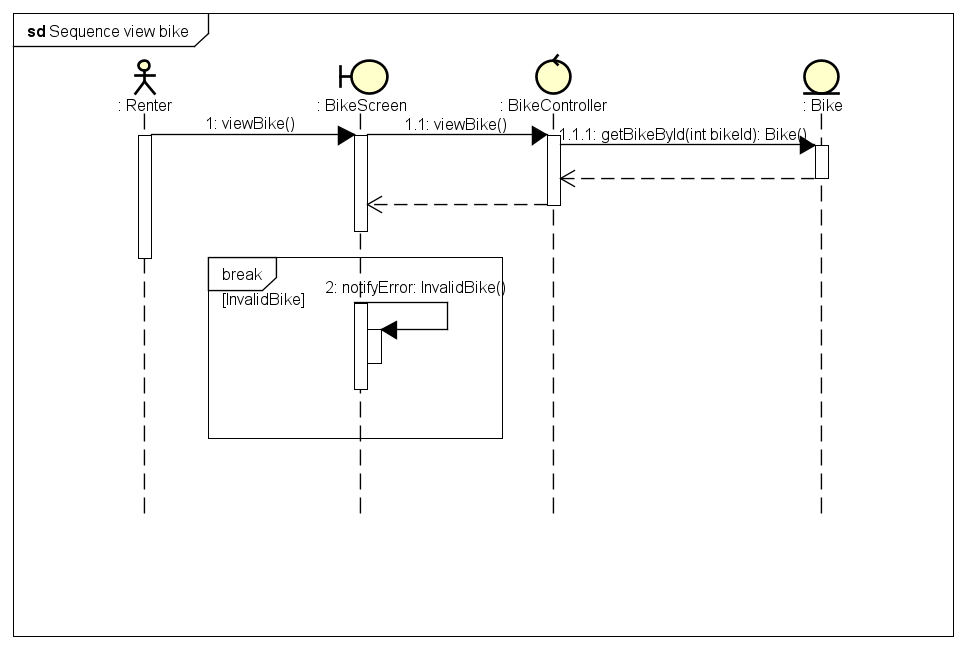 sd Sequence view bike
: Renter
: BikeScreen
: BikeController
: Bike
1: viewBike()
1.1: viewBike()
1.1.1: getBikeById(int bikeId): Bike()
break
[InvalidBike]
2: notifyError: InvalidBike()